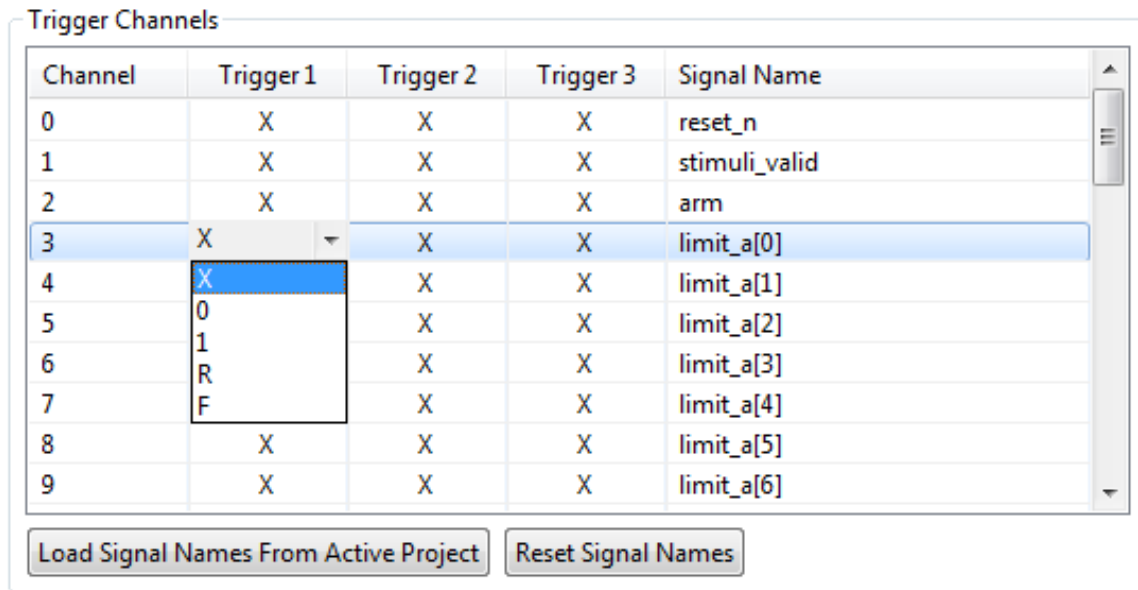 Trigger Channels
Channel Trigger 1 Trigger 2 Trigger 3 Signal Name
0 X X X reset_n
1 X X X stimuli_valid
2 X X X arm
3 X X X limit_a[0]
4 X X X limit_a[1]
0
5 X X limit_a[2]
1
6 X X limit_a[3]
R
7 F X X limit_a[4]
8 X X X limit_a[5]
9 X X X limit_a[6]
Load Signal Names From Active Project Reset Signal Names